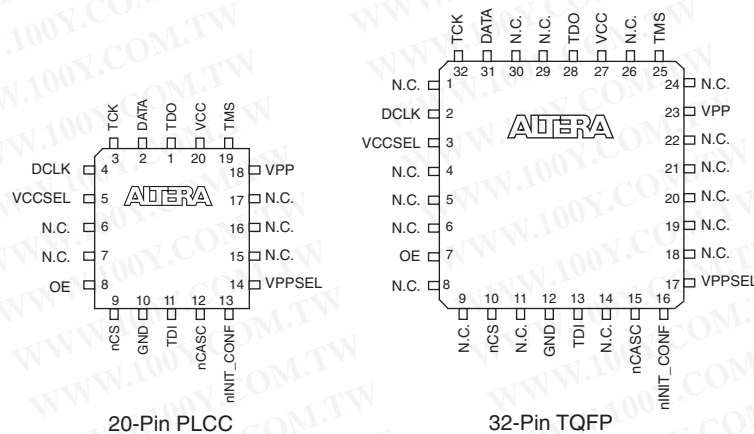 TCK DATA TDO VCC TMS
3 2 1 20 19
DCLK 4 18 VPP
VCCSEL 5 ALTERA 17 N.C.
N.C. 6 16 N.C.
N.C. 7 15 N.C.
OE 8 14 VPPSEL
9 10 11 12 13
nCS GND TDI nCASC nINIT_CONF
20-Pin PLCC
TCK DATA N.C. N.C. TDO VCC N.C. TMS
32 31 30 29 28 27 26 25
N.C. 1 24 N.C.
DCLK 2 23 VPP
VCCSEL 3 ALTERA 22 N.C.
N.C. 4 21 N.C.
N.C. 5 20 N.C.
N.C. 6 19 N.C.
OE 7 18 N.C.
N.C. 8 17 VPPSEL
9 10 11 12 13 14 15 16
N.C. nCS N.C. GND TDI N.C. nCASC nINIT_CONF
32-Pin TQFP
WWW.100Y.COM.TW